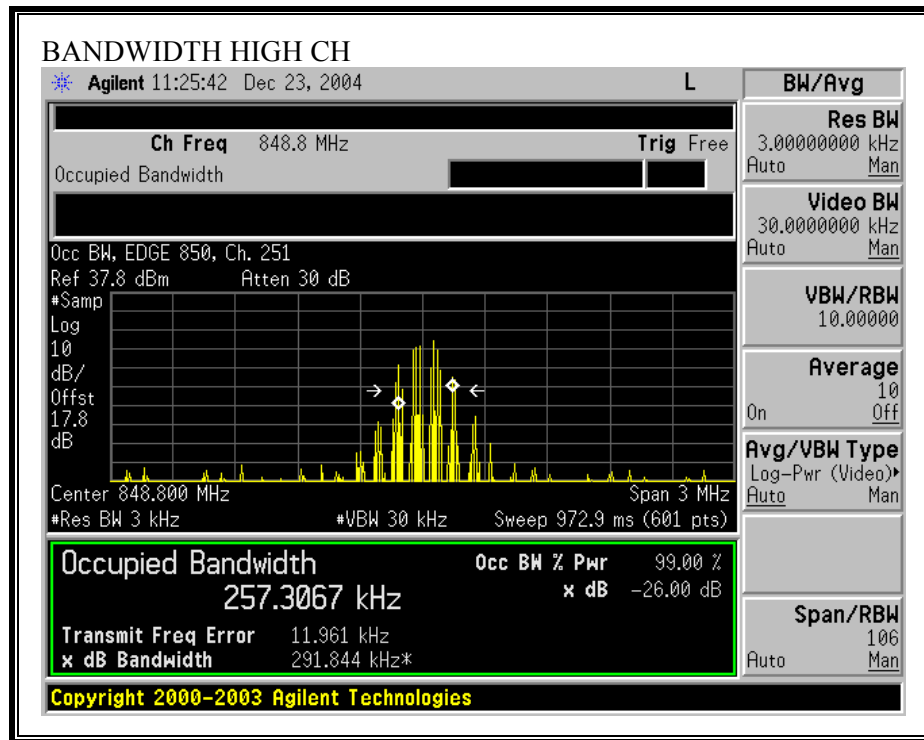 BANDWIDTH HIGH CH
Agilent 11:25:42 Dec 23, 2004 L
Ch Freq 848.8 MHz Trig Free
Occupied Bandwidth
Occ BW, EDGE 850, Ch. 251
Ref 37.8 dBm Atten 30 dB
#Samp
Log
10
dB/
Offst
17.8
dB
Center 848.800 MHz Span 3 MHz
#Res BW 3 kHz #VBW 30 kHz Sweep 972.9 ms (601 pts)
Occupied Bandwidth Occ BW % Pwr 99.00 %
257.3067 kHz x dB -26.00 dB
Transmit Freq Error 11.961 kHz
x dB Bandwidth 291.844 kHz*
Copyright 2000-2003 Agilent Technologies
BW/Avg
Res BW
3.00000000 kHz
Auto Man
Video BW
30.0000000 kHz
Auto Man
VBW/RBW
10.00000
Average
10
On Off
Avg/VBW Type
Log-Pwr (Video)
Auto Man
Span/RBW
106
Auto Man